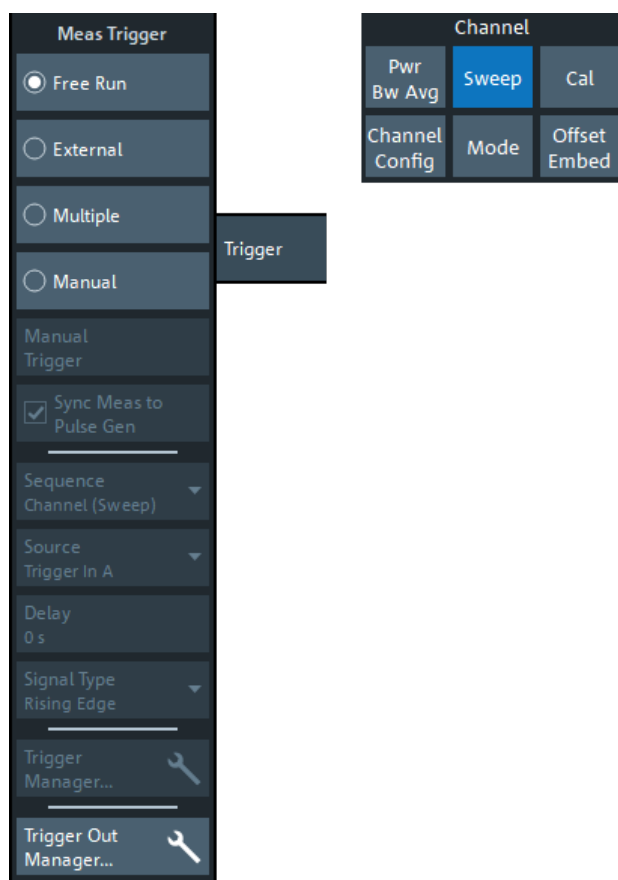 Meas Trigger
Free Run
External
Multiple
Manual
Manual
Trigger
Sync Meas to
Pulse Gen
Sequence
Channel (Sweep)
Source
Trigger In A
Delay
0 s
Signal Type
Rising Edge
Trigger
Manager...
Trigger Out
Manager...
Trigger
Channel
Pwr
Bw Avg
Sweep
Cal
Channel
Config
Mode
Offset
Embed